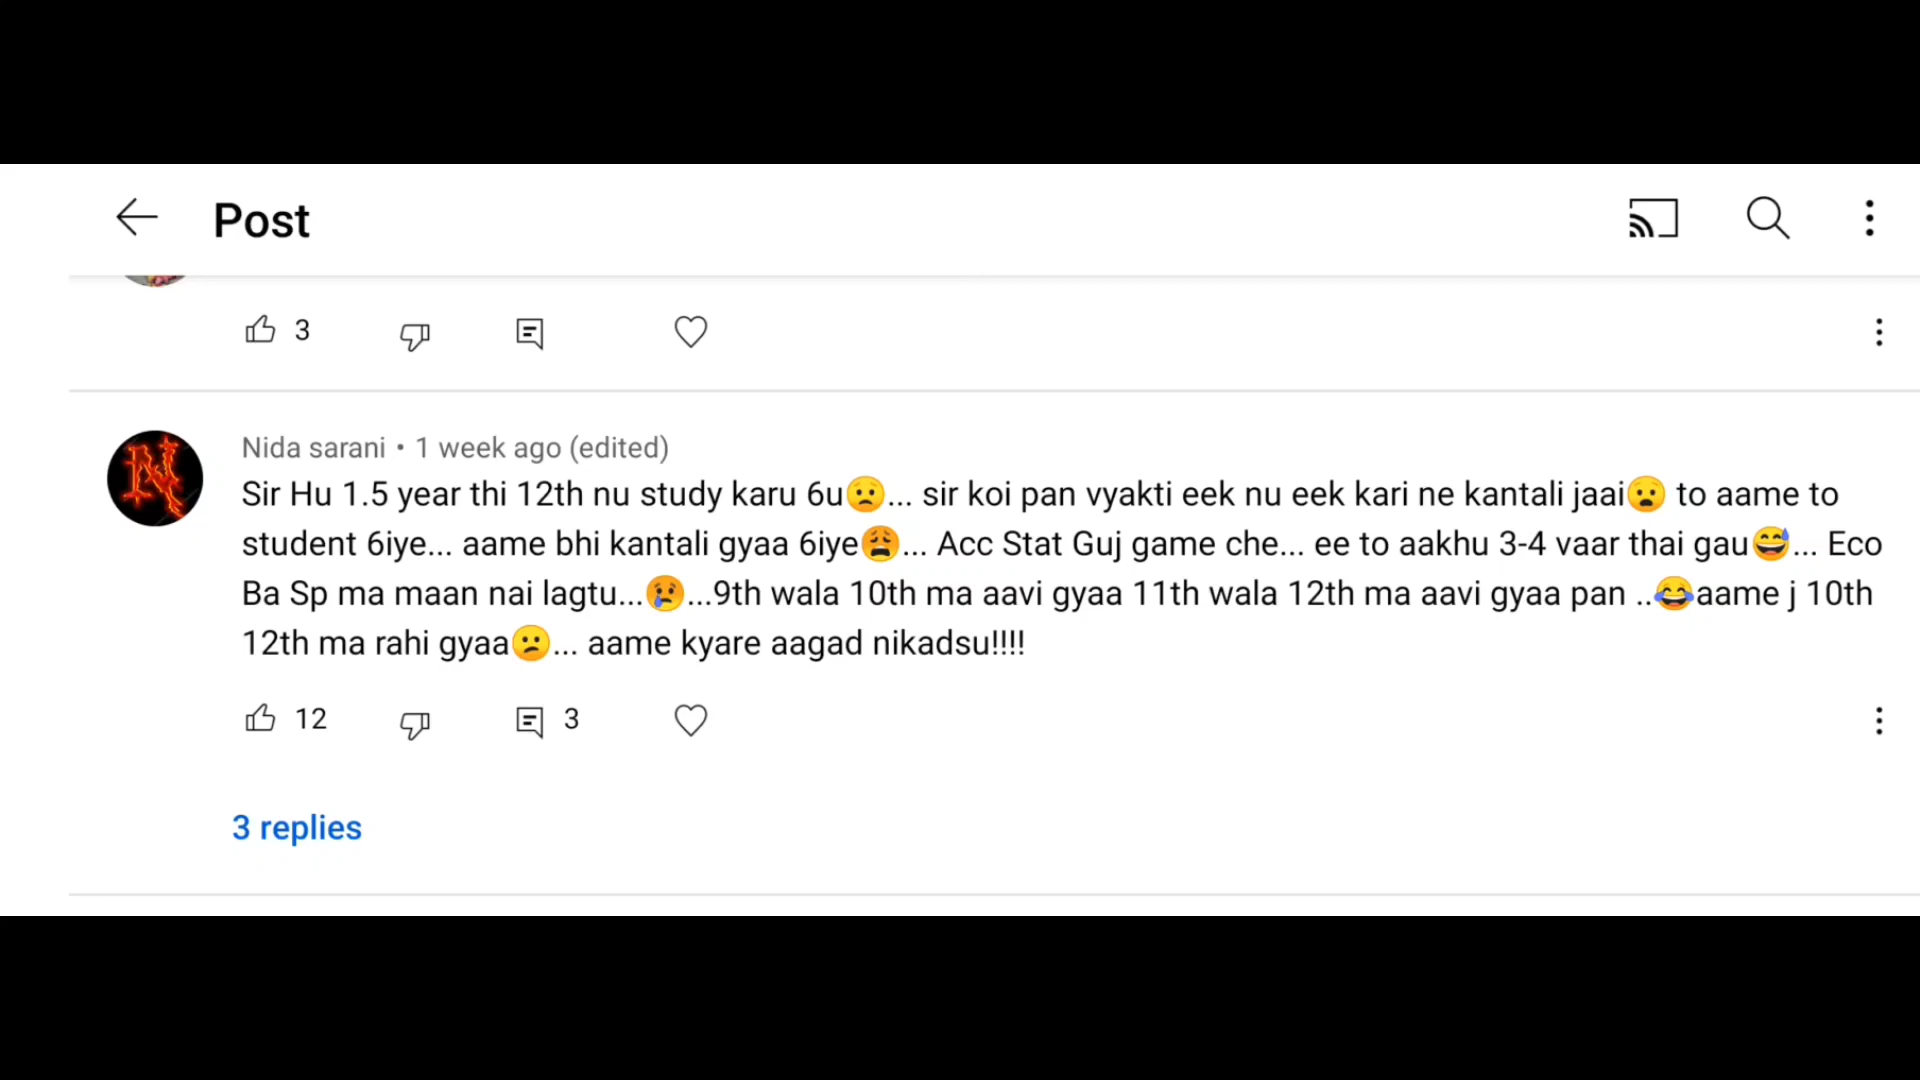 Post
3
Nida sarani • 1 week ago (edited)
Sir Hu 1.5 year thi 12th nu study karu 6u😟... sir koi pan vyakti eek nu eek kari ne kantali jaai😦 to aame to
student 6iye... aame bhi kantali gyaa 6iye😩... Acc Stat Guj game che... ee to aakhu 3-4 vaar thai gau😅... Eco
Ba Sp ma maan nai lagtu...😢...9th wala 10th ma aavi gyaa 11th wala 12th ma aavi gyaa pan ..😂aame j 10th
12th ma rahi gyaa😕... aame kyare aagad nikadsu!!!!
12 3
3 replies